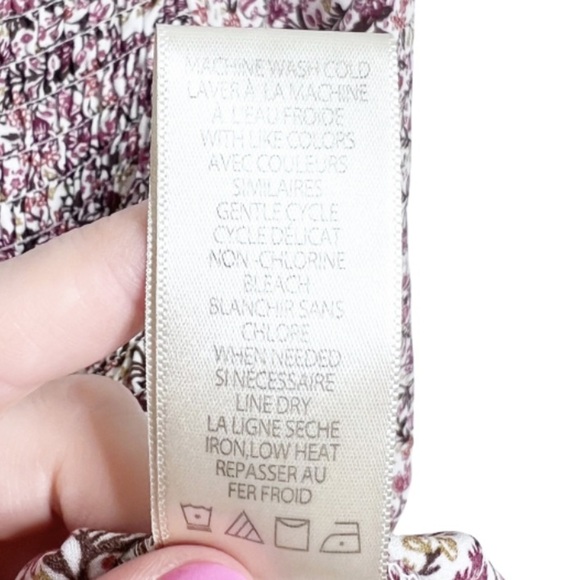 MACHINE WASH COLD
LAVER À LA MACHINE
À L'EAU FROIDE
WITH LIKE COLORS
AVEC COULEURS
SIMILAIRES
GENTLE CYCLE
CYCLE DÉLICAT
NON -CHLORINE
BLEACH
BLANCHIR SANS
CHLORE
WHEN NEEDED
SI NÉCESSAIRE
LINE DRY
LA LIGNE SÈCHE
IRON,LOW HEAT
REPASSER AU
FER FROID